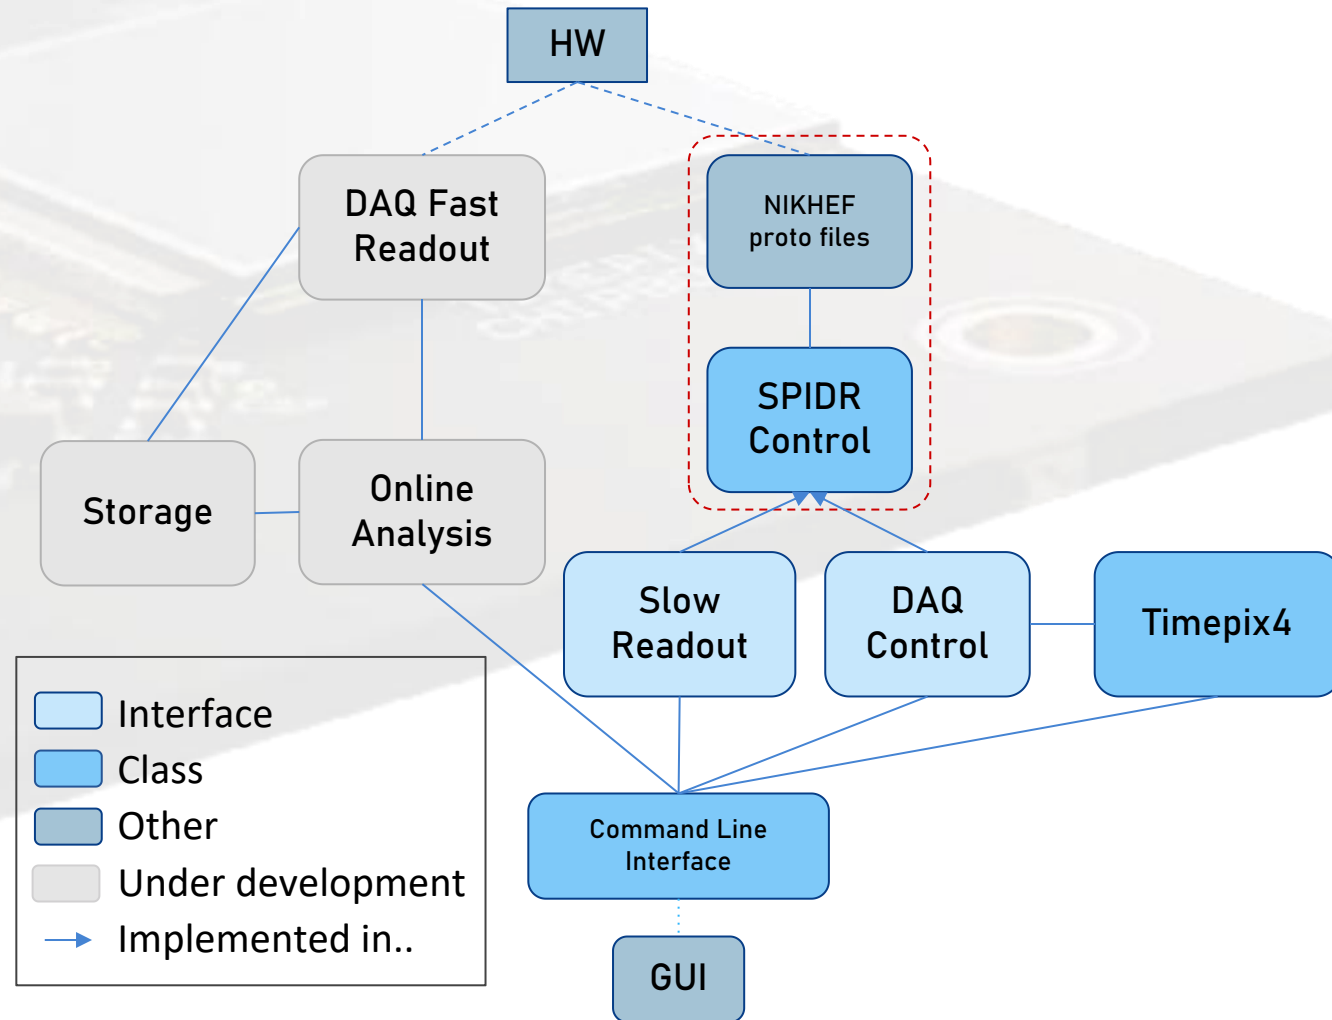 HW
DAQ Fast
Readout
NIKHEF
proto files
SPIDR
Control
Storage
Online
Analysis
Slow
Readout
DAQ
Control
Timepix4
Interface
Class
Other
Under development
Implemented in..
Command Line
Interface
GUI